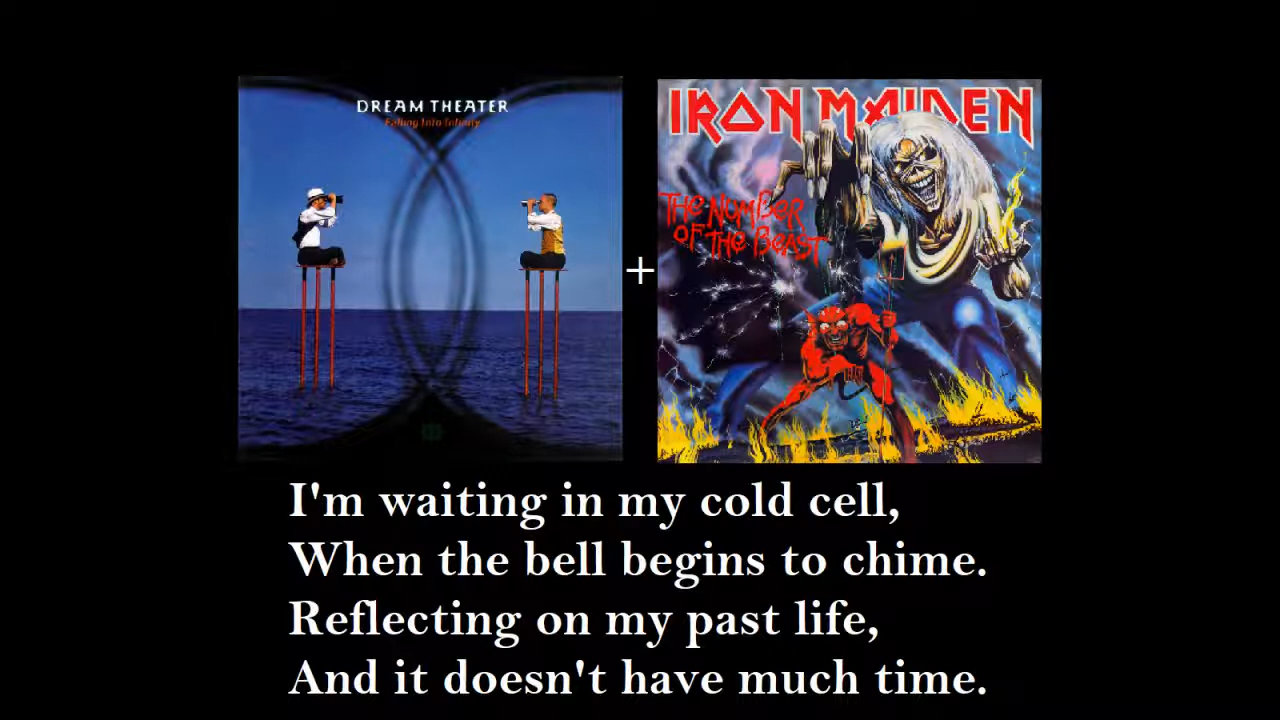 DREAM THEATER
Falling Into Infinity
IRON MAIDEN
THE NUMBER
OF THE BEAST
+
I'm waiting in my cold cell,
When the bell begins to chime.
Reflecting on my past life,
And it doesn't have much time.